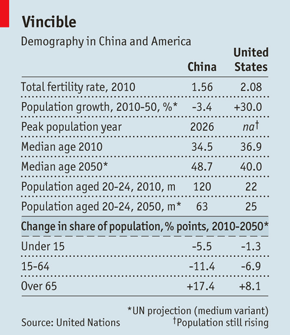 Vincible
Demography in China and America
China United States
Total fertility rate, 2010 1.56 2.08
Population growth, 2010-50, %* -3.4 +30.0
Peak population year 2026 na†
Median age 2010 34.5 36.9
Median age 2050* 48.7 40.0
Population aged 20-24, 2010, m 120 22
Population aged 20-24, 2050, m* 63 25
Change in share of population, % points, 2010-2050*
Under 15 -5.5 -1.3
15-64 -11.4 -6.9
Over 65 +17.4 +8.1
*UN projection (medium variant)
Source: United Nations †Population still rising